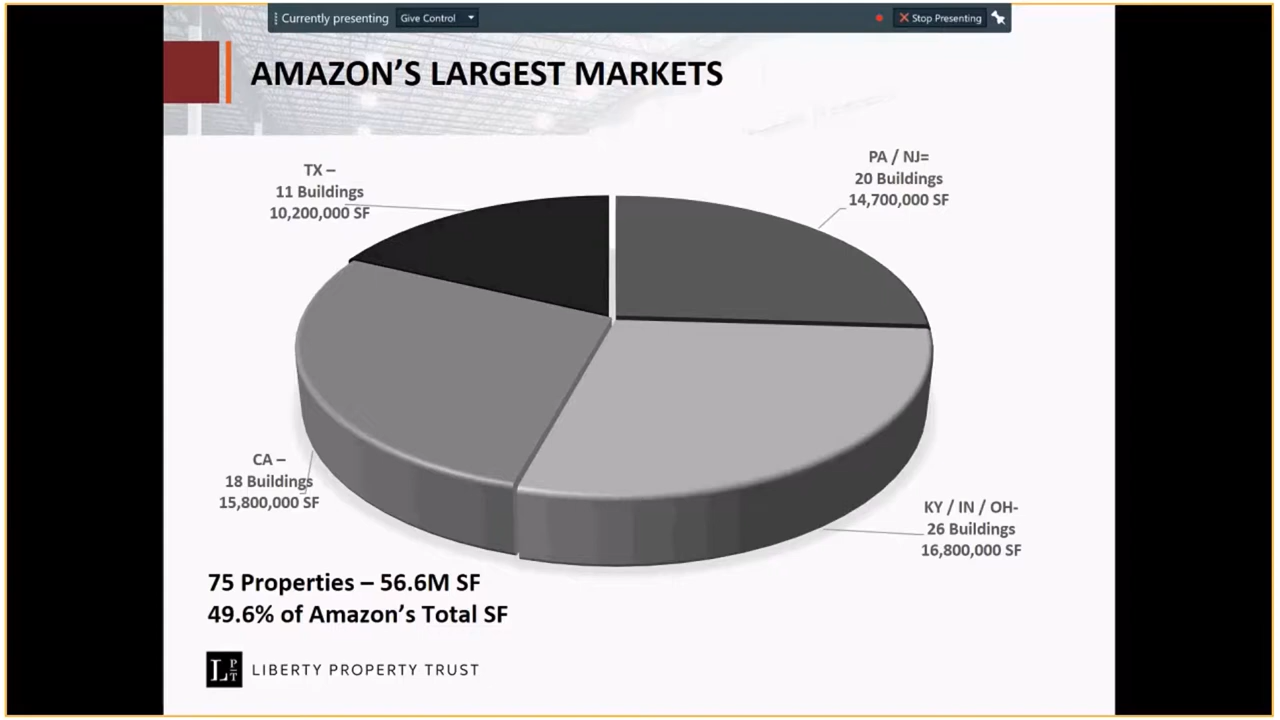 Currently presenting Give Control Stop Presenting
AMAZON'S LARGEST MARKETS
TX –
11 Buildings
10,200,000 SF
PA / NJ=
20 Buildings
14,700,000 SF
CA –
18 Buildings
15,800,000 SF
KY / IN / OH-
26 Buildings
16,800,000 SF
75 Properties – 56.6M SF
49.6% of Amazon's Total SF
L P T LIBERTY PROPERTY TRUST